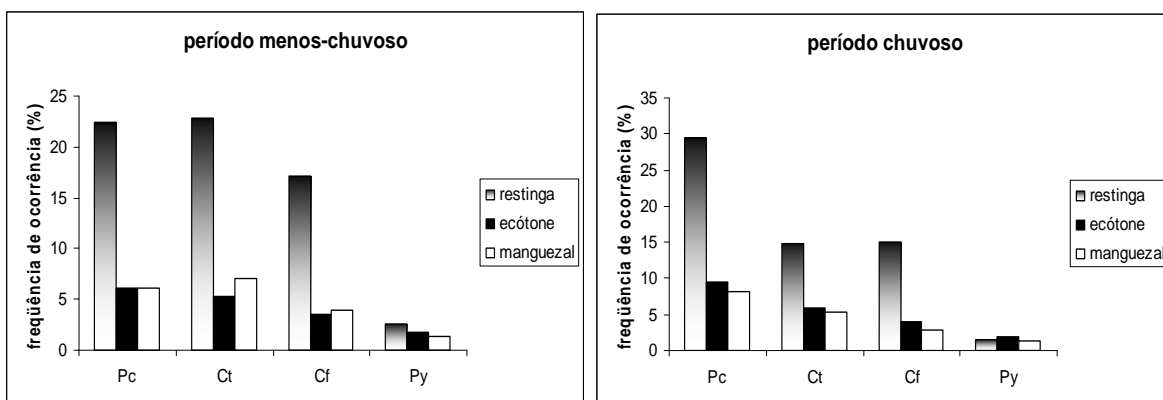 período menos-chuvoso
freqüência de ocorrência (%)
25
20
15
10
5
0
Pc Ct Cf Py
restinga
ecótone
manguezal
período chuvoso
freqüência de ocorrência (%)
35
30
25
20
15
10
5
0
Pc Ct Cf Py
restinga
ecótone
manguezal